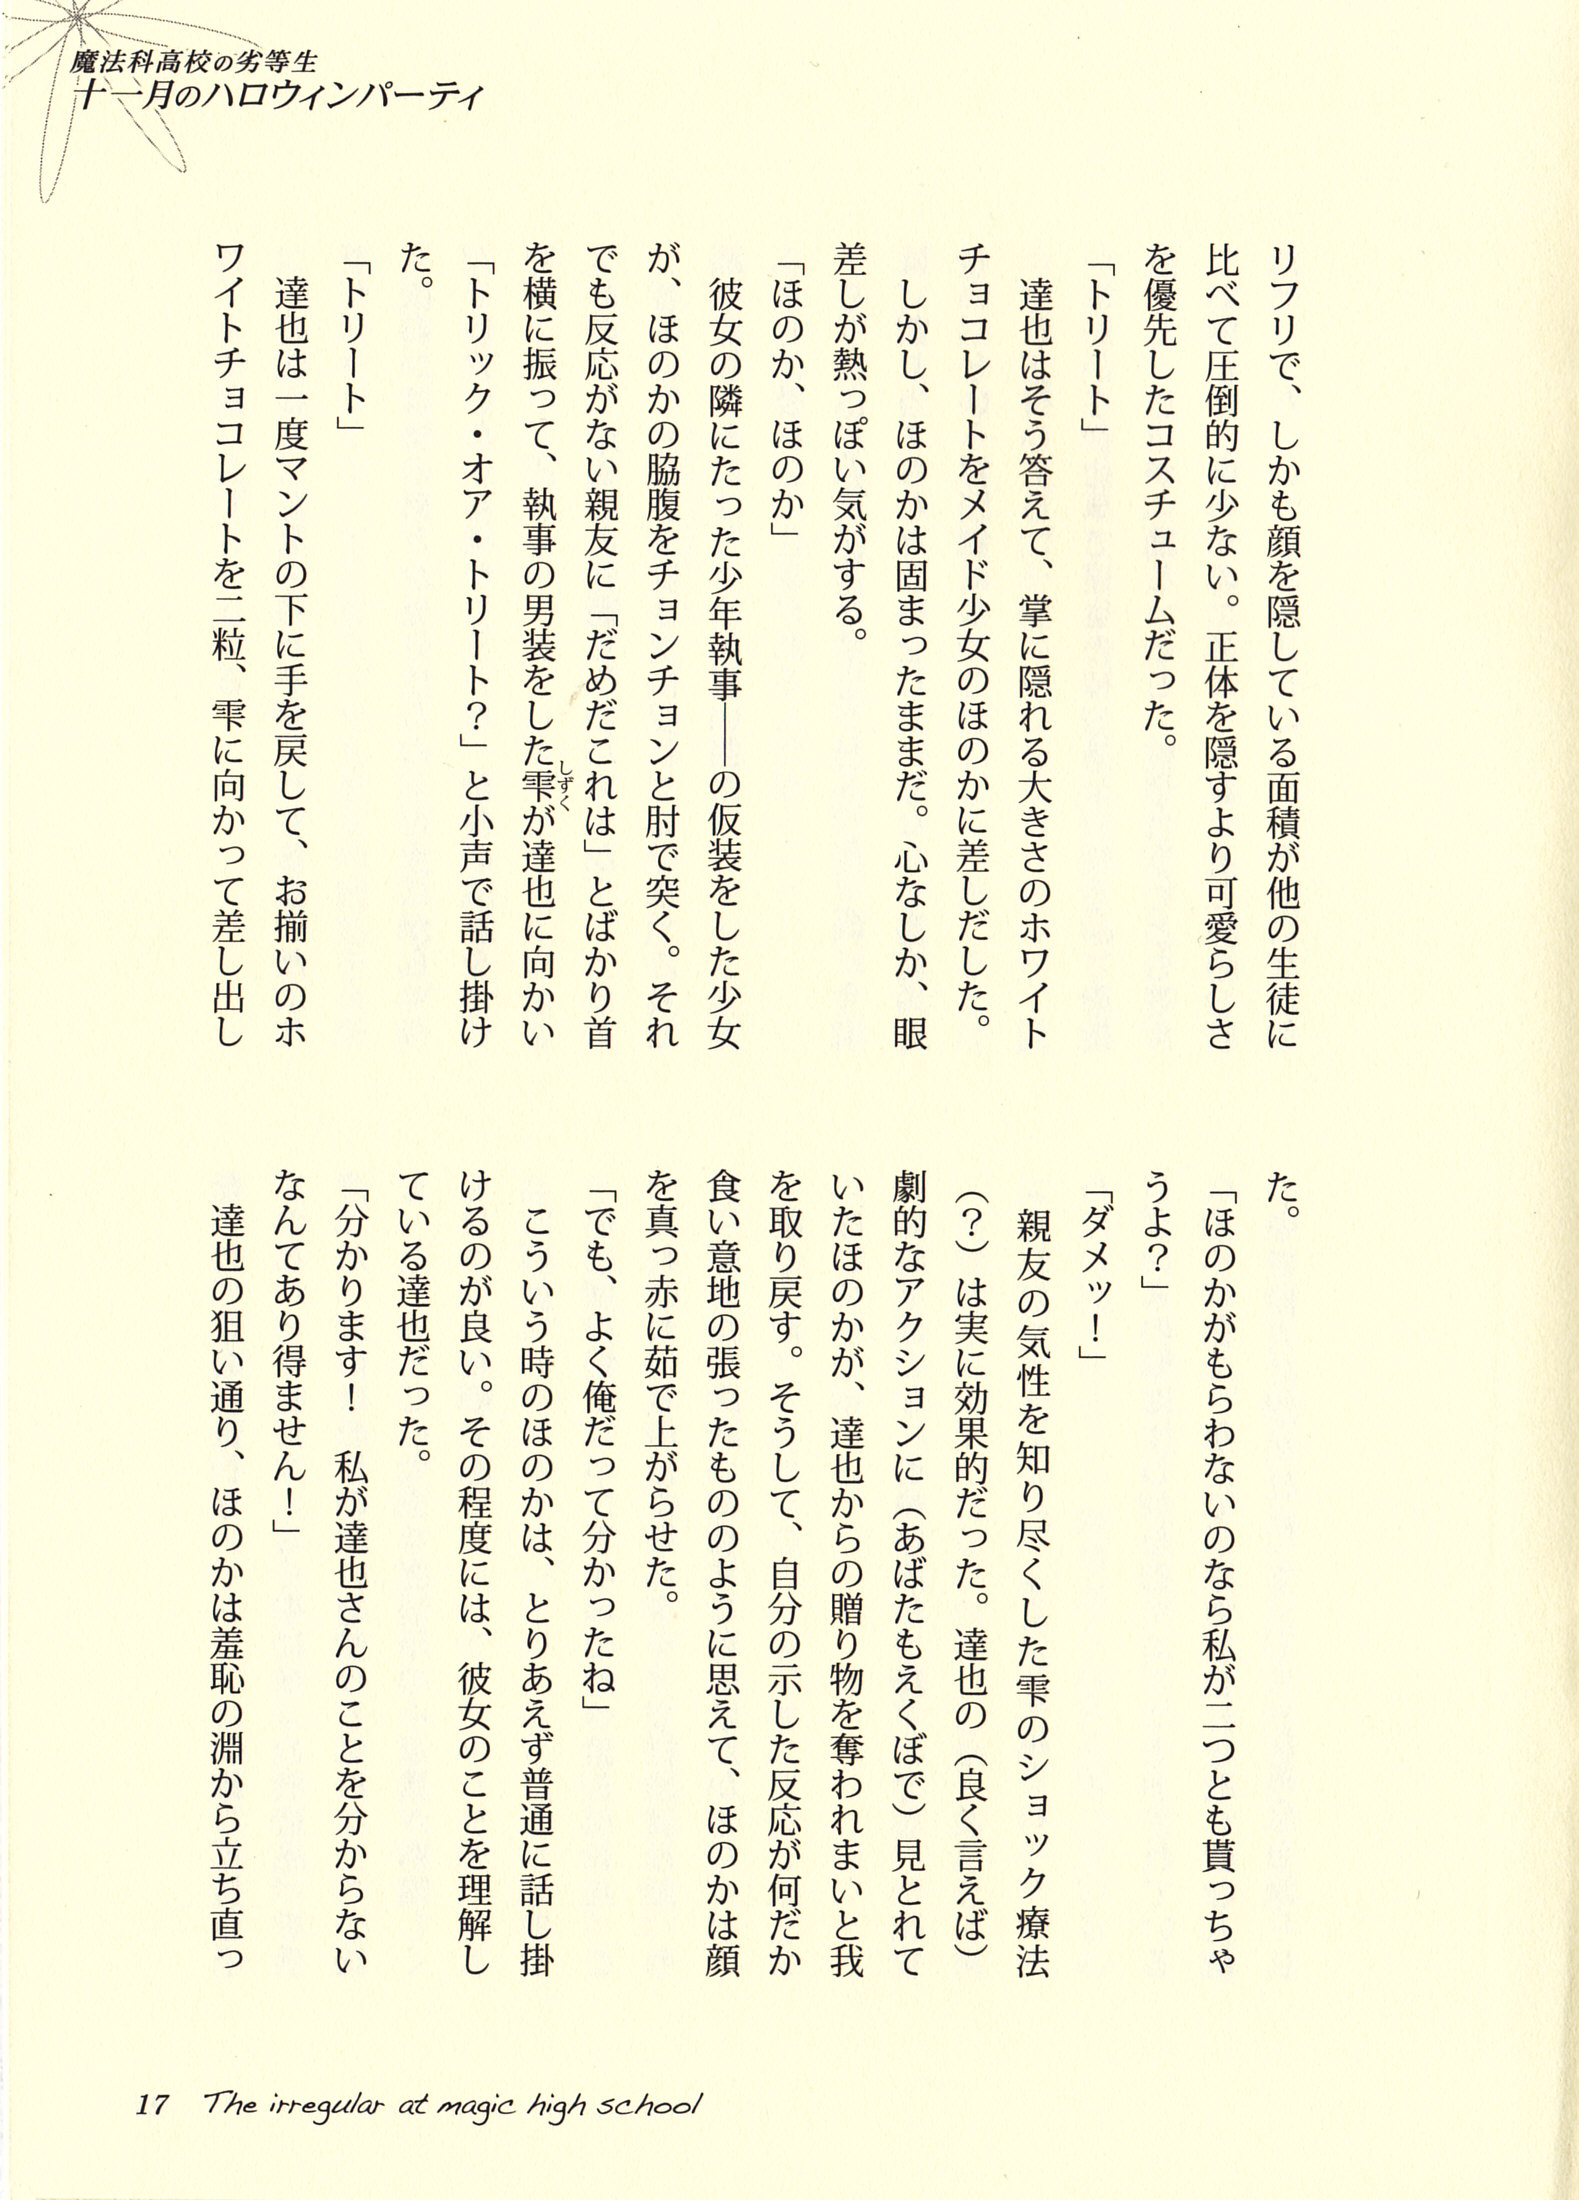 魔法科高校の劣等生
十一月のハロウィンパーティ
リフリで、しかも顔を隠している面積が他の生徒に
比べて圧倒的に少ない。正体を隠すより可愛らしさ
を優先したコスチュームだった。
「トリート」
　達也はそう答えて、掌に隠れる大きさのホワイト
チョコレートをメイド少女のほのかに差しだした。
　しかし、ほのかは固まったままだ。心なしか、眼
差しが熱っぽい気がする。
「ほのか、ほのか」
　彼女の隣にたった少年執事――の仮装をした少女
が、ほのかの脇腹をチョンチョンと肘で突く。それ
でも反応がない親友に「だめだこれは」とばかり首
を横に振って、執事の男装をした雫しずくが達也に向かい
「トリック・オア・トリート？」と小声で話し掛け
た。
「トリート」
　達也は一度マントの下に手を戻して、お揃いのホ
ワイトチョコレートを二粒、雫に向かって差し出し
た。
「ほのかがもらわないのなら私が二つとも貰っちゃ
うよ？」
「ダメッ！」
　親友の気性を知り尽くした雫のショック療法
（？）は実に効果的だった。達也の（良く言えば）
劇的なアクションに（あばたもえくぼで）見とれて
いたほのかが、達也からの贈り物を奪われまいと我
を取り戻す。そうして、自分の示した反応が何だか
食い意地の張ったもののように思えて、ほのかは顔
を真っ赤に茹で上がらせた。
「でも、よく俺だって分かったね」
　こういう時のほのかは、とりあえず普通に話し掛
けるのが良い。その程度には、彼女のことを理解し
ている達也だった。
「分かります！　私が達也さんのことを分からない
なんてあり得ません！」
　達也の狙い通り、ほのかは羞恥の淵から立ち直っ
17 The irregular at magic high school